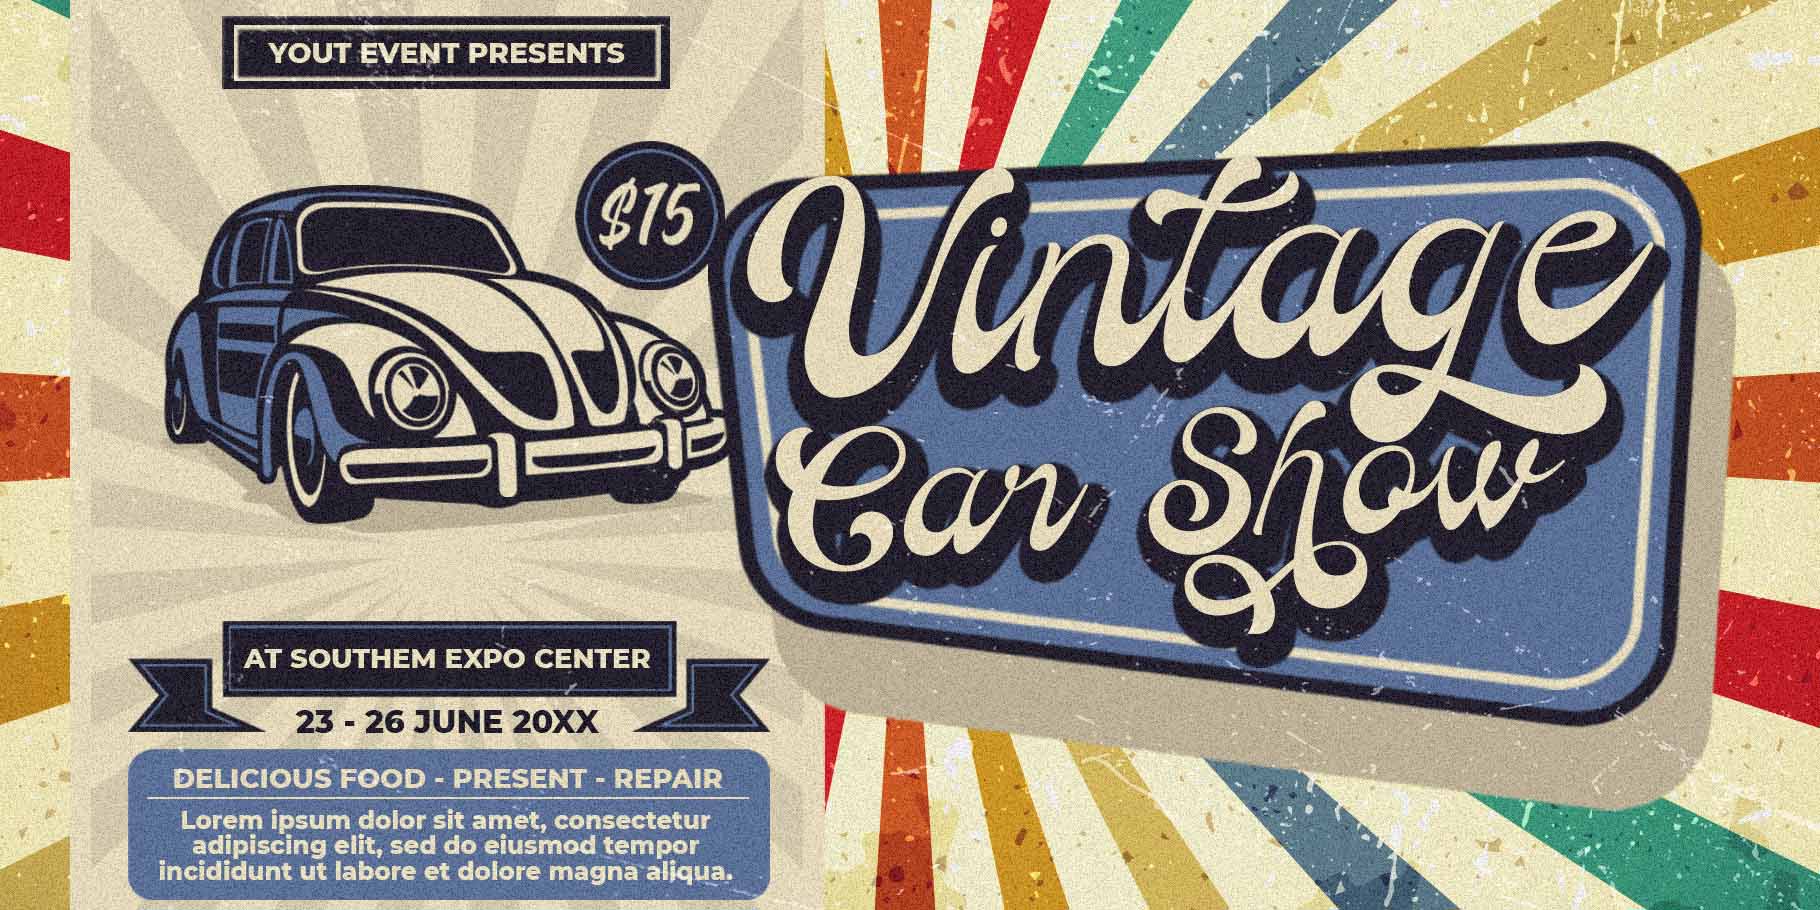 YOUT EVENT PRESENTS
$15
Vintage
Car Show
AT SOUTHEM EXPO CENTER
23 - 26 JUNE 20XX
DELICIOUS FOOD - PRESENT - REPAIR
Lorem ipsum dolor sit amet, consectetur
adipiscing elit, sed do eiusmod tempor
incididunt ut labore et dolore magna aliqua.